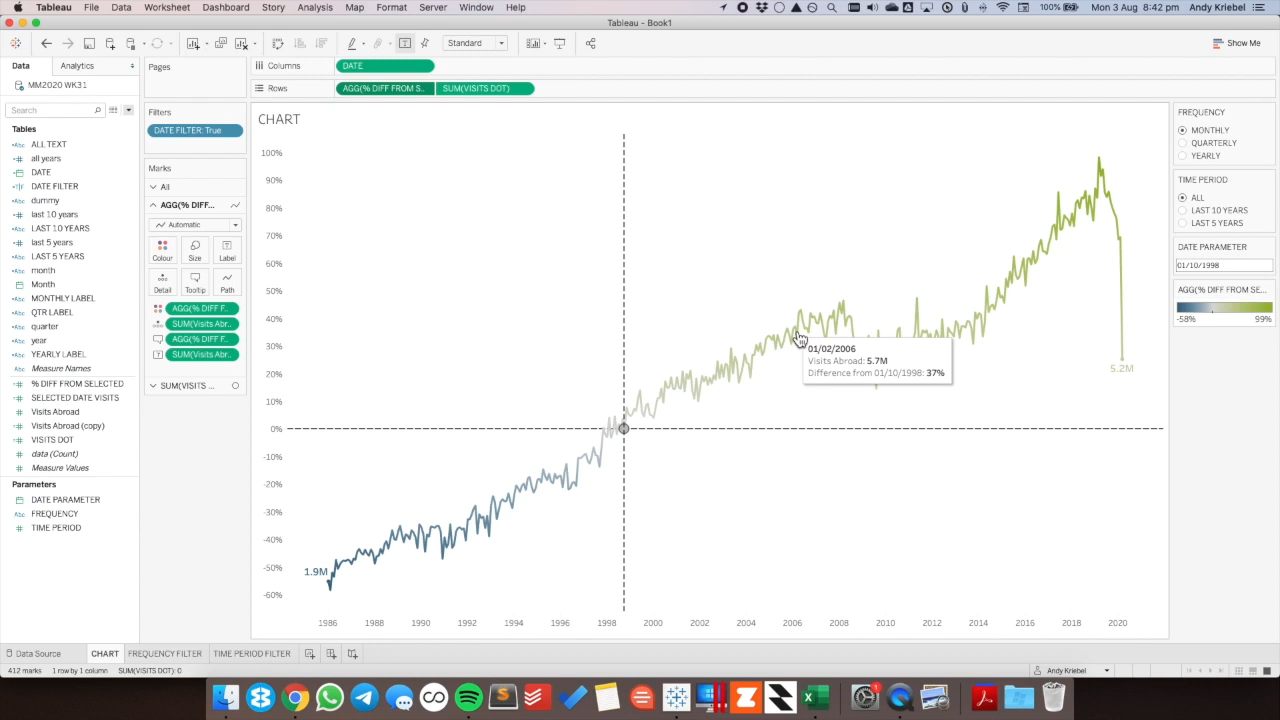 Tableau File Data Worksheet Dashboard Story Analysis Map Format Server Window Help
100% Mon 3 Aug 8:42 pm Andy Kriebel
Tableau - Book1
Standard
Show Me
Data Analytics
MM2020 WK31
Search
Tables
ALL TEXT
all years
DATE
DATE FILTER
dummy
last 10 years
LAST 10 YEARS
last 5 years
LAST 5 YEARS
month
Month
MONTHLY LABEL
QTR LABEL
quarter
year
YEARLY LABEL
Measure Names
% DIFF FROM SELECTED
SELECTED DATE VISITS
Visits Abroad
Visits Abroad (copy)
VISITS DOT
data (Count)
Measure Values
Parameters
DATE PARAMETER
FREQUENCY
TIME PERIOD
Pages
Filters
DATE FILTER: True
Marks
All
AGG(% DIFF...
Automatic
Colour Size Label
Detail Tooltip Path
AGG(% DIFF F..
SUM(Visits Abr..
AGG(% DIFF F..
SUM(Visits Abr..
SUM(VISITS ...
Columns DATE
Rows AGG(% DIFF FROM S.. SUM(VISITS DOT)
CHART
100%
90%
80%
70%
60%
50%
40%
30%
20%
10%
0%
-10%
-20%
-30%
-40%
-50%
-60%
1.9M
5.2M
01/02/2006
Visits Abroad: 5.7M
Difference from 01/10/1998: 37%
1986 1988 1990 1992 1994 1996 1998 2000 2002 2004 2006 2008 2010 2012 2014 2016 2018 2020
FREQUENCY
MONTHLY
QUARTERLY
YEARLY
TIME PERIOD
ALL
LAST 10 YEARS
LAST 5 YEARS
DATE PARAMETER
01/10/1998
AGG(% DIFF FROM SE...
-58% 99%
Data Source CHART FREQUENCY FILTER TIME PERIOD FILTER
412 marks 1 row by 1 column SUM(VISITS DOT): 0
Andy Kriebel